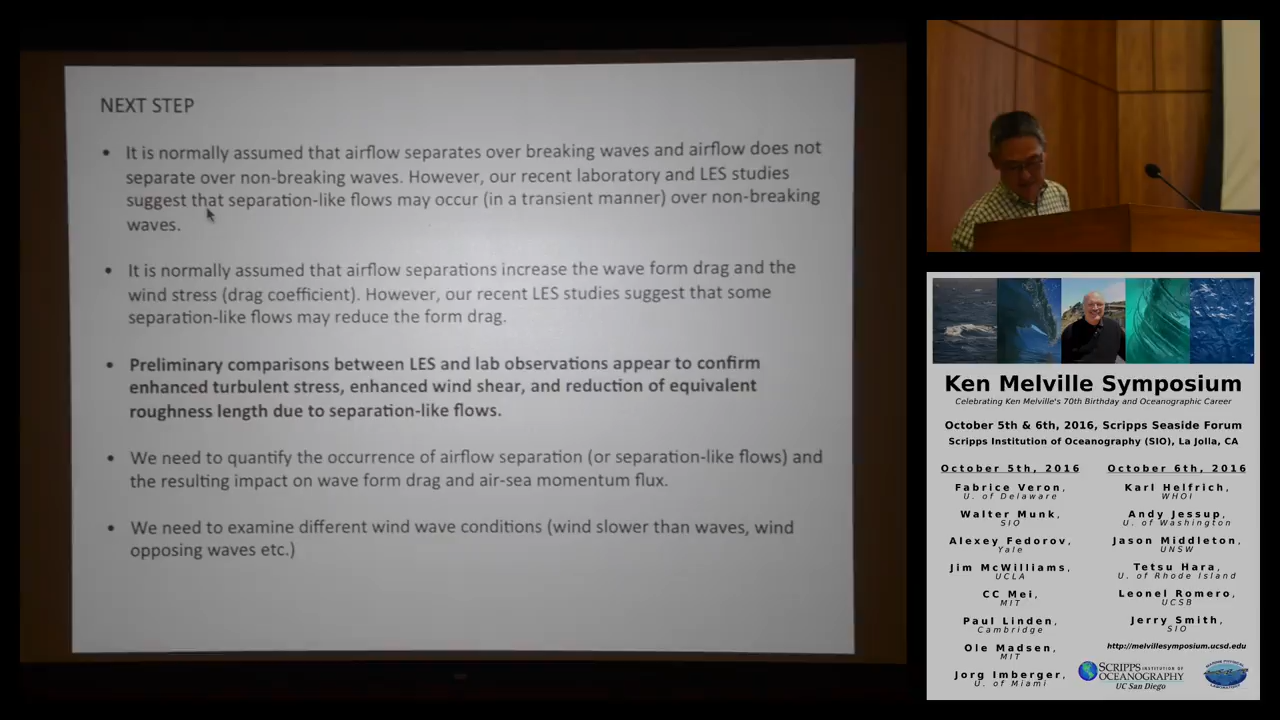 NEXT STEP
• It is normally assumed that airflow separates over breaking waves and airflow does not
separate over non-breaking waves. However, our recent laboratory and LES studies
suggest that separation-like flows may occur (in a transient manner) over non-breaking
waves.
• It is normally assumed that airflow separations increase the wave form drag and the
wind stress (drag coefficient). However, our recent LES studies suggest that some
separation-like flows may reduce the form drag.
• Preliminary comparisons between LES and lab observations appear to confirm
enhanced turbulent stress, enhanced wind shear, and reduction of equivalent
roughness length due to separation-like flows.
• We need to quantify the occurrence of airflow separation (or separation-like flows) and
the resulting impact on wave form drag and air-sea momentum flux.
• We need to examine different wind wave conditions (wind slower than waves, wind
opposing waves etc.)
Ken Melville Symposium
Celebrating Ken Melville's 70th Birthday and Oceanographic Career
October 5th & 6th, 2016, Scripps Seaside Forum
Scripps Institution of Oceanography (SIO), La Jolla, CA
October 5th, 2016
Fabrice Veron,
U. of Delaware
Walter Munk,
SIO
Alexey Fedorov,
Yale
Jim McWilliams,
UCLA
CC Mei,
MIT
Paul Linden,
Cambridge
Ole Madsen,
MIT
Jorg Imberger,
U. of Miami
October 6th, 2016
Karl Helfrich,
WHOI
Andy Jessup,
U. of Washington
Jason Middleton,
UNSW
Tetsu Hara,
U. of Rhode Island
Leonel Romero,
UCSB
Jerry Smith,
SIO
http://melvillesymposium.ucsd.edu
SCRIPPS INSTITUTION OF
OCEANOGRAPHY
UC San Diego